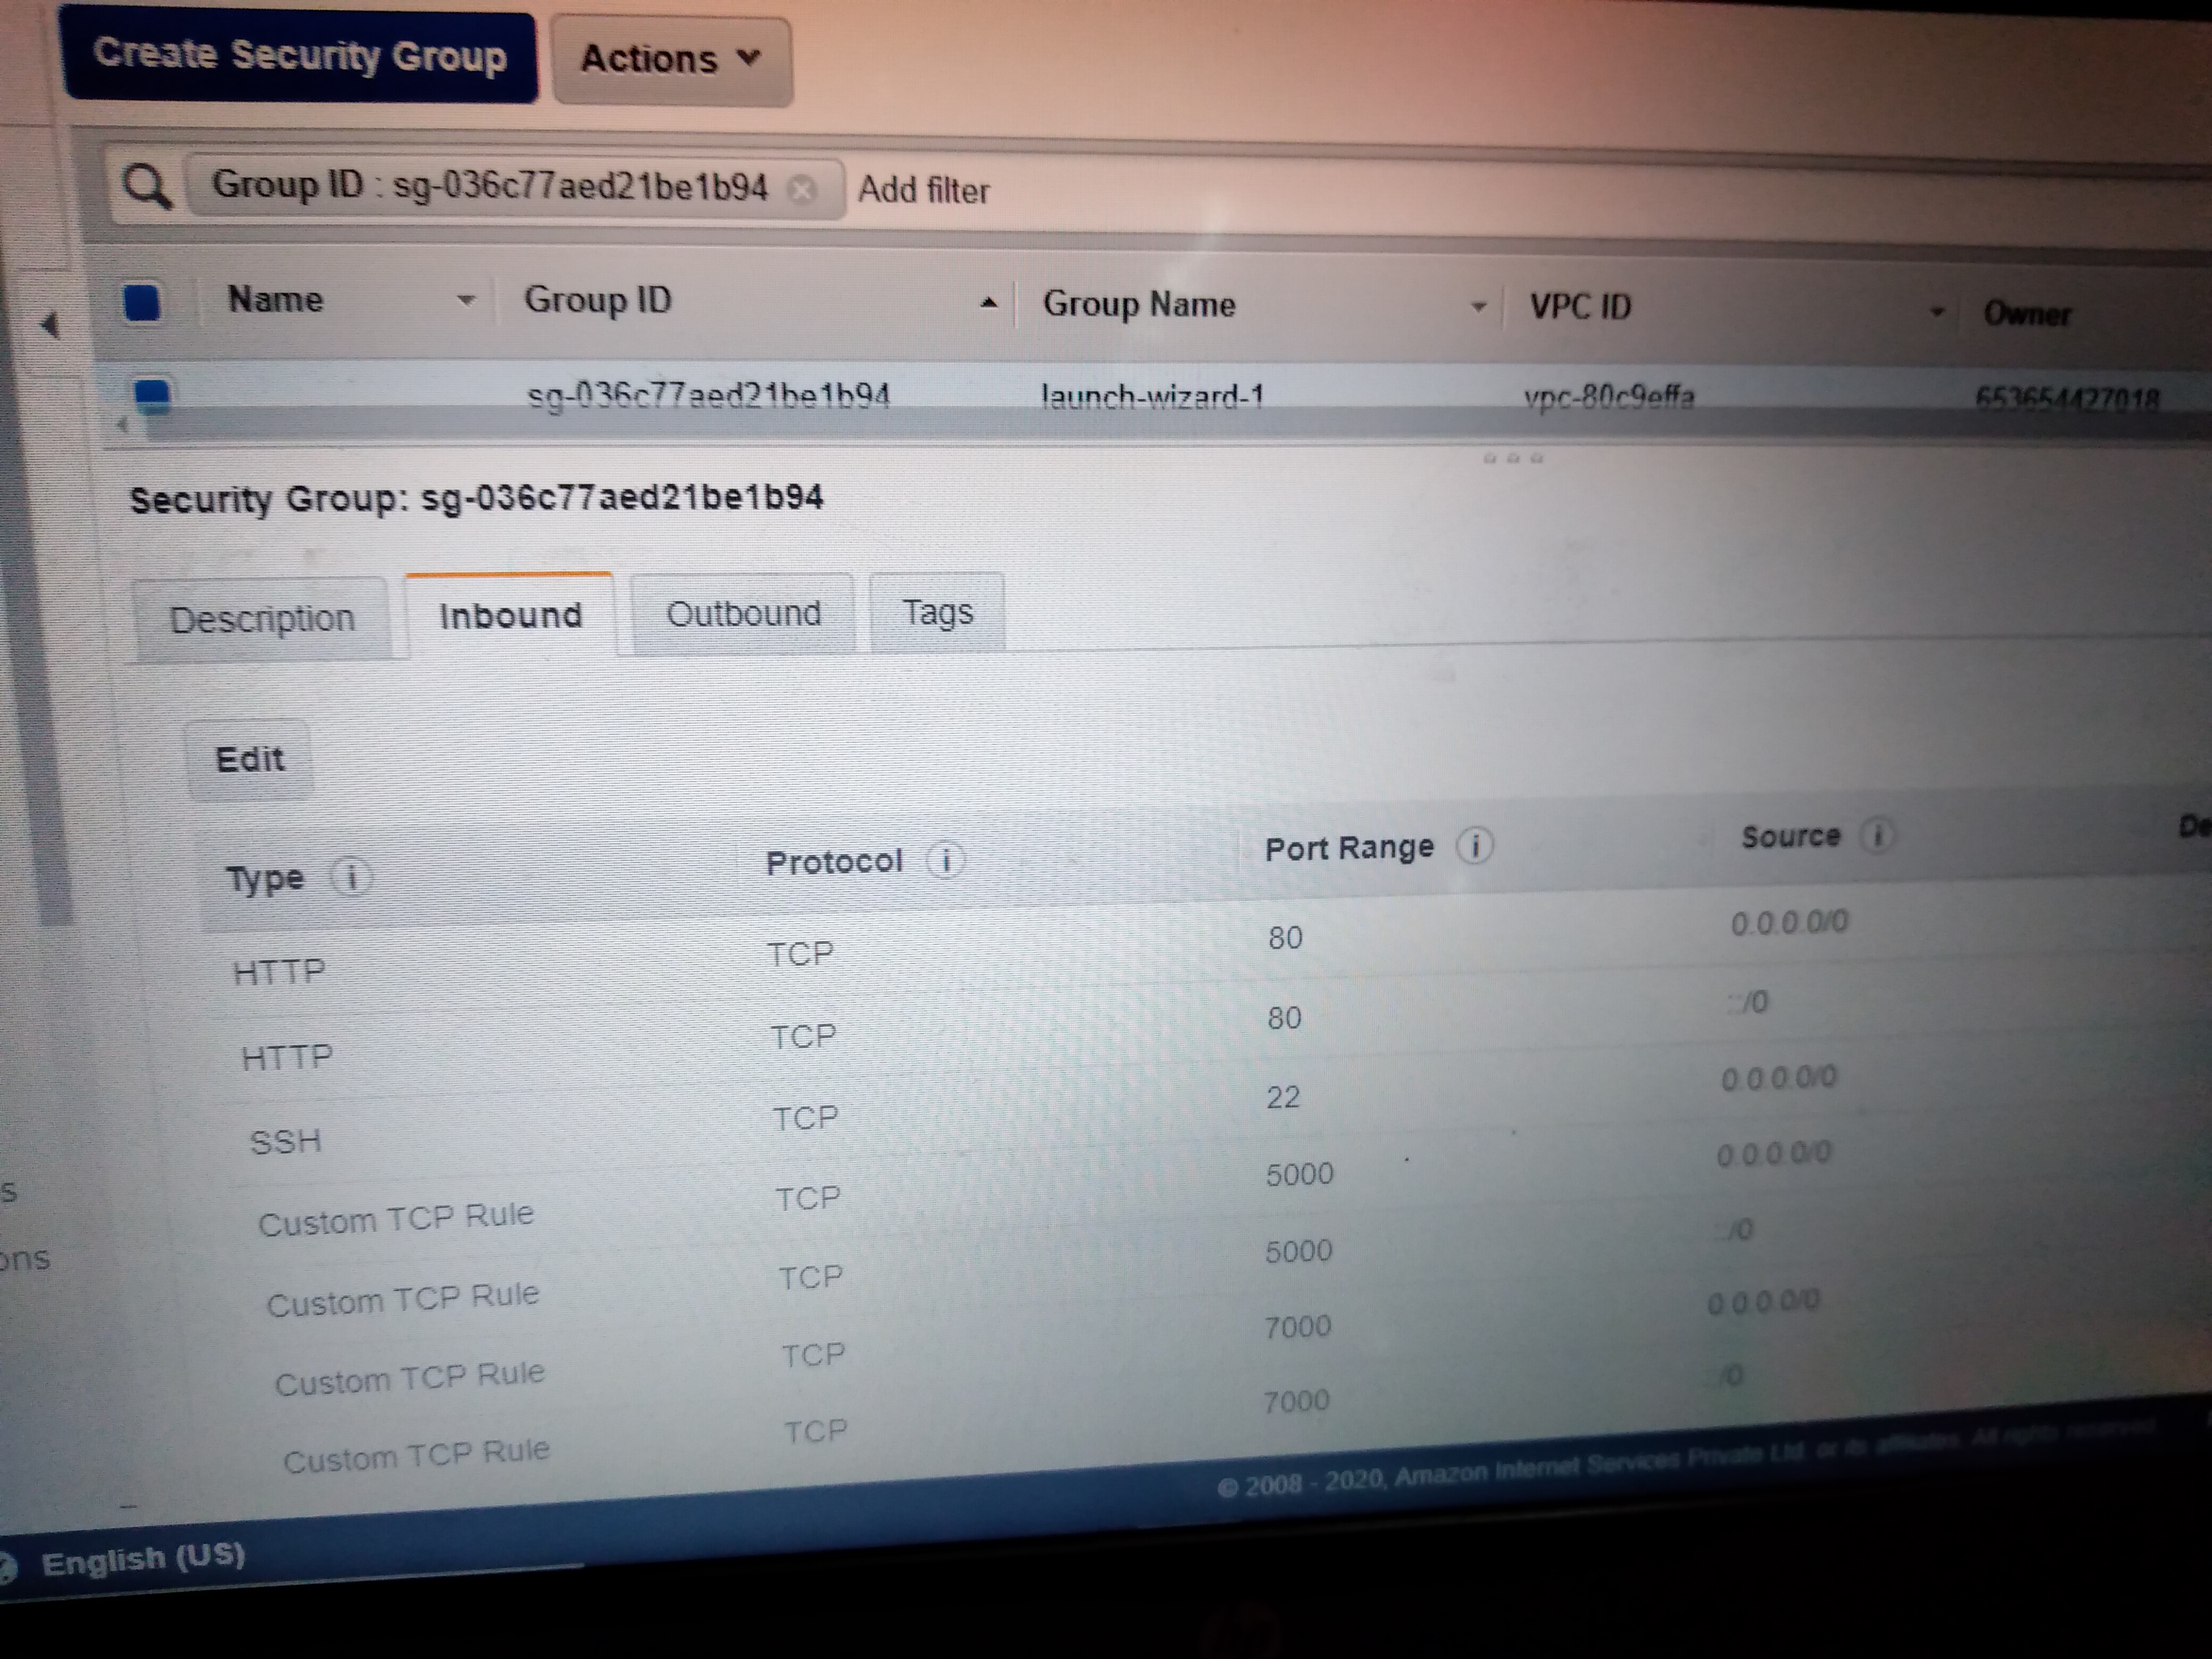 Create Security Group Actions
Group ID : sg-036c77aed21be1b94 Add filter
Name Group ID Group Name VPC ID Owner
sg-036c77aed21be1b94 launch-wizard-1 vpc-80c9effa 653654427018
Security Group: sg-036c77aed21be1b94
Description Inbound Outbound Tags
Edit
Type Protocol Port Range Source De
HTTP TCP 80 0.0.0.0/0
HTTP TCP 80 ::/0
SSH TCP 22 0.0.0.0/0
Custom TCP Rule TCP 5000 0.0.0.0/0
s
Custom TCP Rule TCP 5000 ::/0
ons
Custom TCP Rule TCP 7000 0.0.0.0/0
Custom TCP Rule TCP 7000 ::/0
© 2008 - 2020, Amazon Internet Services Private Ltd. or its affiliates. All rights reserved
English (US)